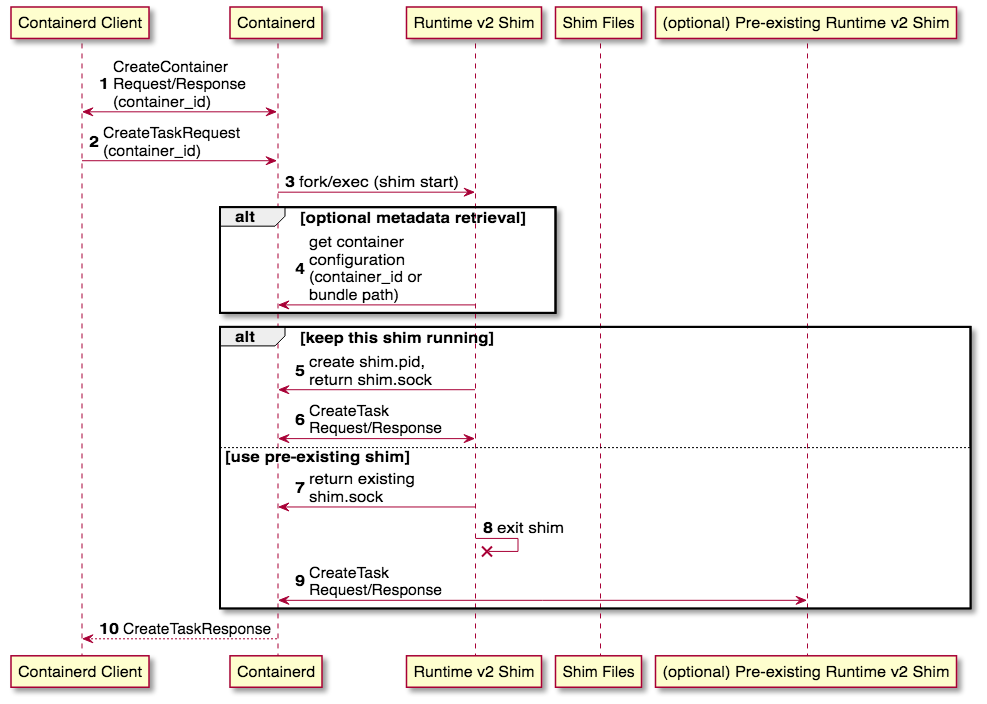 Containerd Client
Containerd
Runtime v2 Shim
Shim Files
(optional) Pre-existing Runtime v2 Shim
CreateContainer
1 Request/Response
(container_id)
2 CreateTaskRequest
(container_id)
3 fork/exec (shim start)
alt [optional metadata retrieval]
get container
configuration
4 (container_id or
bundle path)
alt [keep this shim running]
5 create shim.pid,
return shim.sock
6 CreateTask
Request/Response
[use pre-existing shim]
7 return existing
shim.sock
8 exit shim
9 CreateTask
Request/Response
10 CreateTaskResponse
Containerd Client
Containerd
Runtime v2 Shim
Shim Files
(optional) Pre-existing Runtime v2 Shim